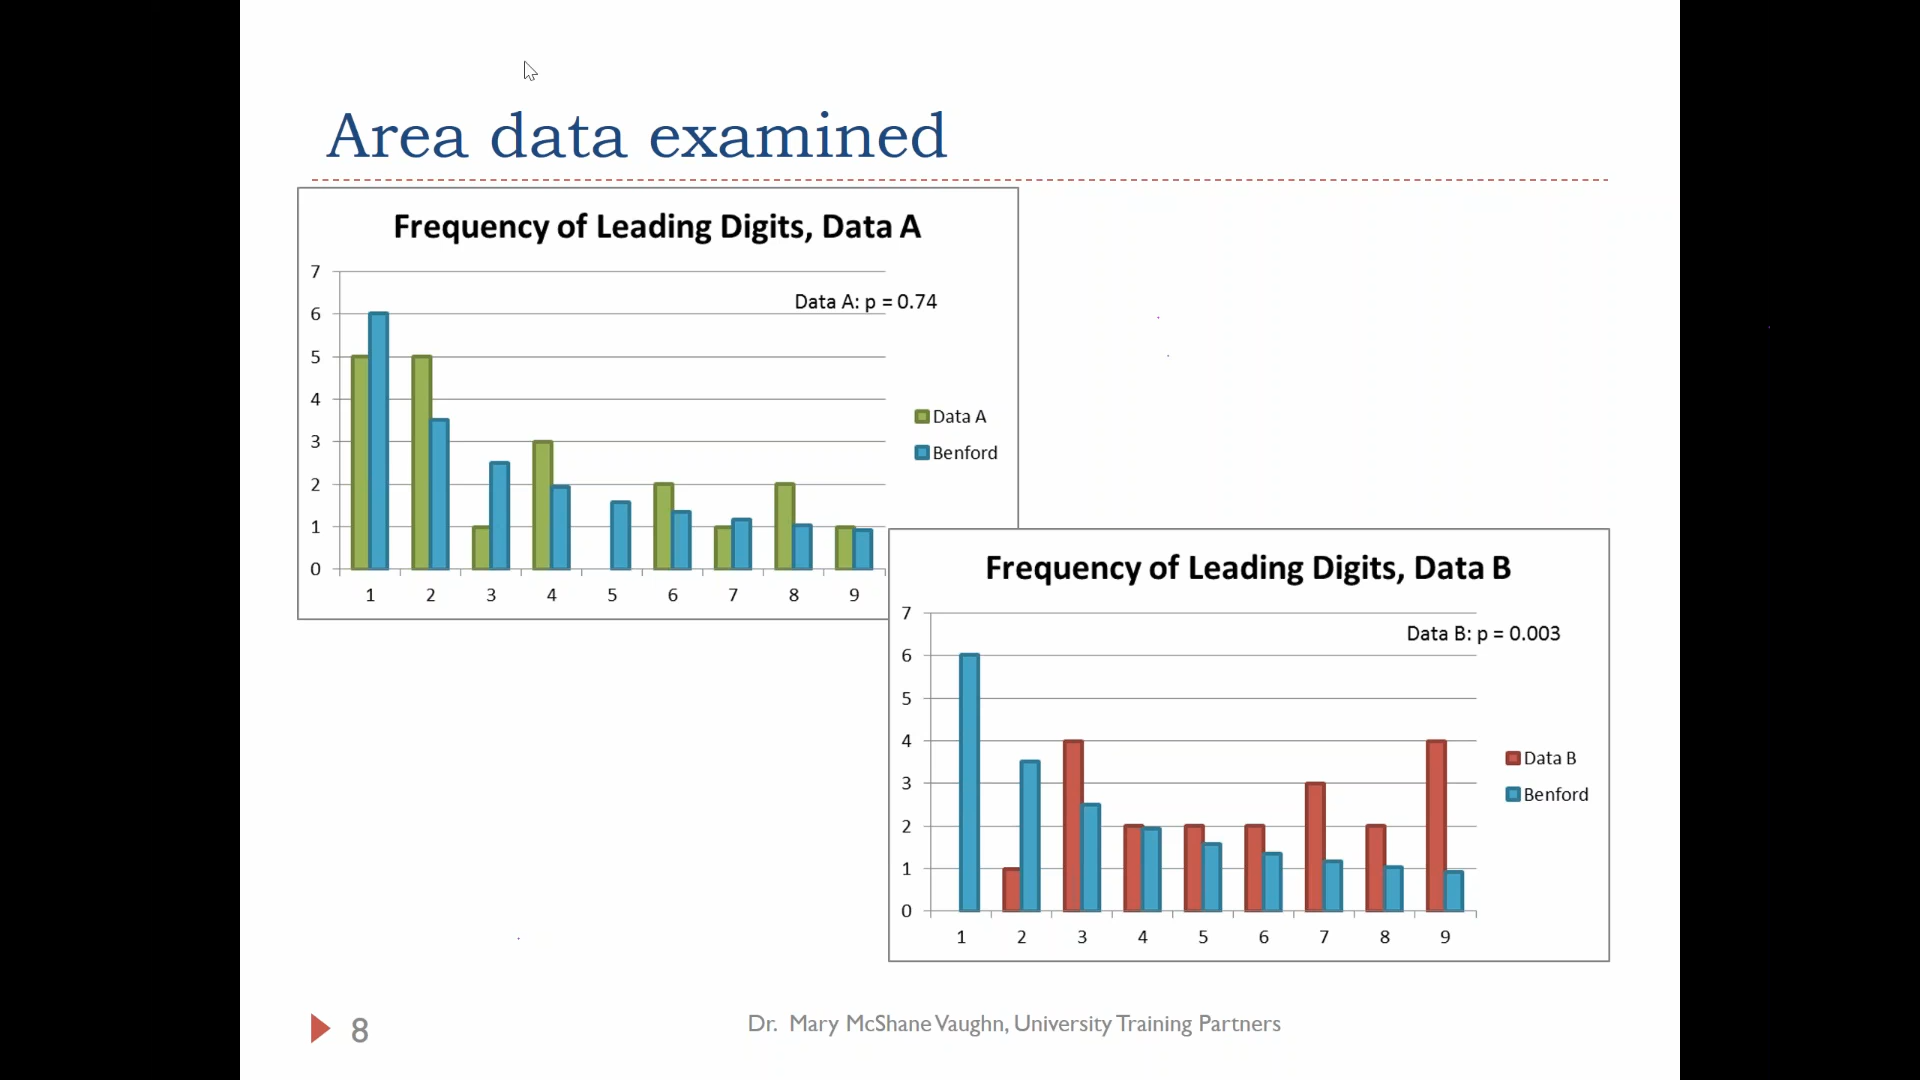 Area data examined
Frequency of Leading Digits, Data A
7
Data A: p = 0.74
6
5
4
3
2
1
0
Data A
Benford
1 2 3 4 5 6 7 8 9
Frequency of Leading Digits, Data B
7
Data B: p = 0.003
6
5
4
3
2
1
0
Data B
Benford
1 2 3 4 5 6 7 8 9
8
Dr. Mary McShane Vaughn, University Training Partners